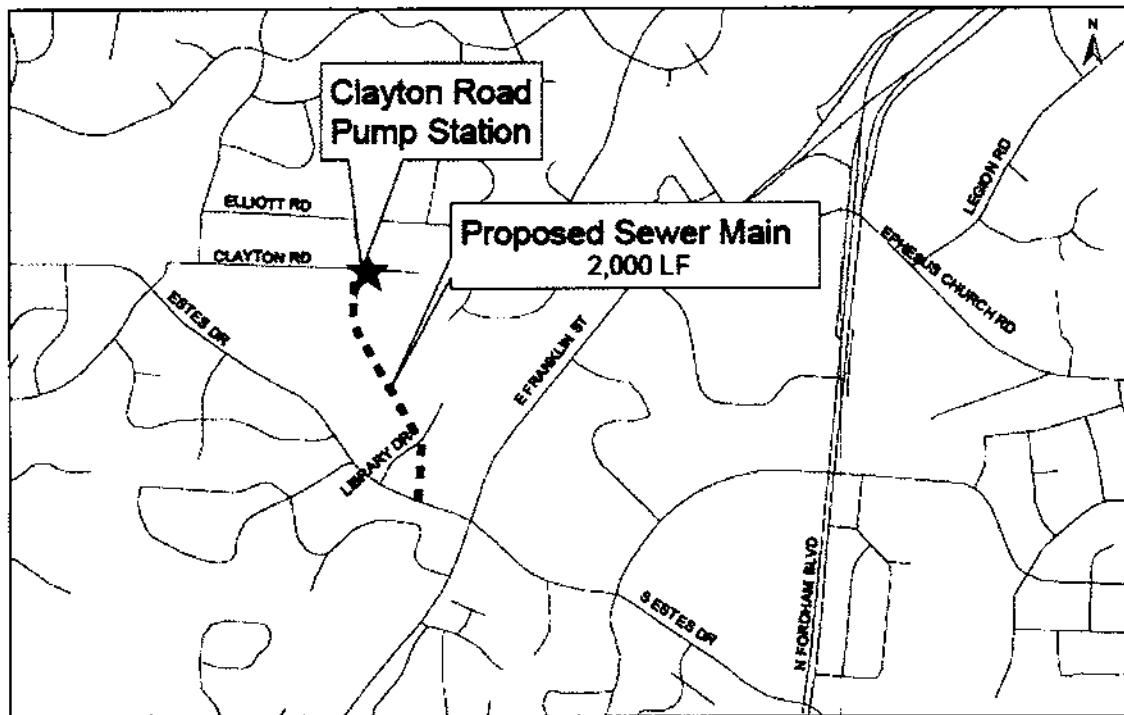 N
Clayton Road
Pump Station
LEGION RD
ELLIOTT RD
Proposed Sewer Main
2,000 LF
CLAYTON RD
EPHESUS CHURCH RD
ESTES DR
E FRANKLIN ST
LIBRARY DR
N FORDHAM BLVD
S ESTES DR